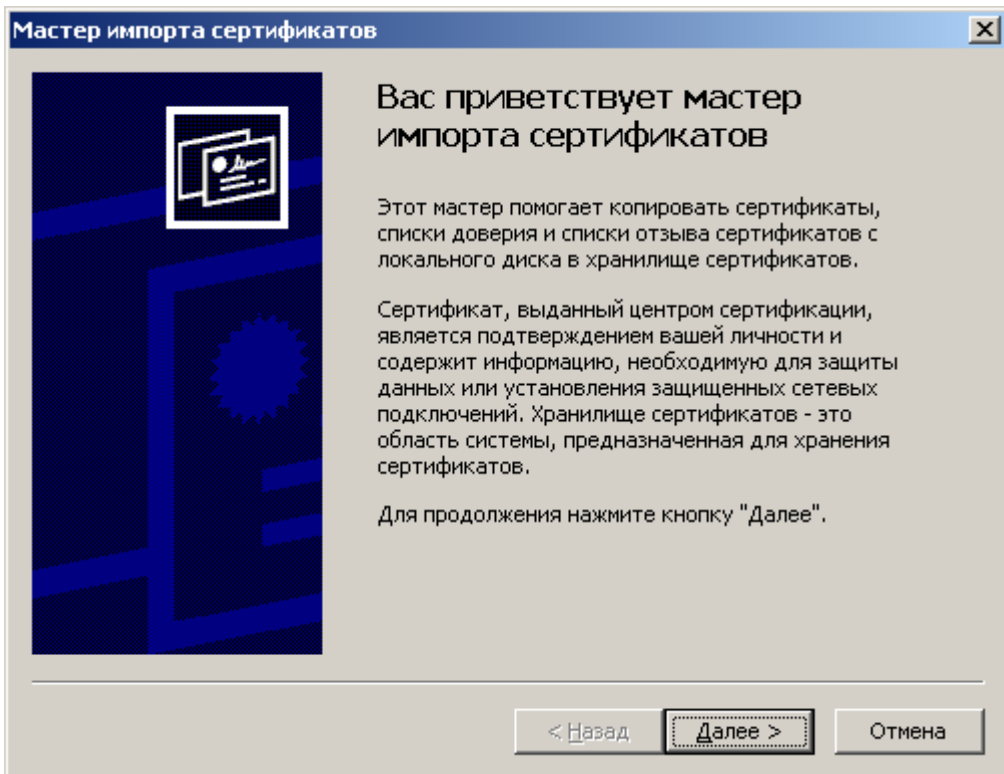 Мастер импорта сертификатов
Вас приветствует мастер
импорта сертификатов
Этот мастер помогает копировать сертификаты,
списки доверия и списки отзыва сертификатов с
локального диска в хранилище сертификатов.
Сертификат, выданный центром сертификации,
является подтверждением вашей личности и
содержит информацию, необходимую для защиты
данных или установления защищенных сетевых
подключений. Хранилище сертификатов - это
область системы, предназначенная для хранения
сертификатов.
Для продолжения нажмите кнопку "Далее".
< Назад Далее > Отмена